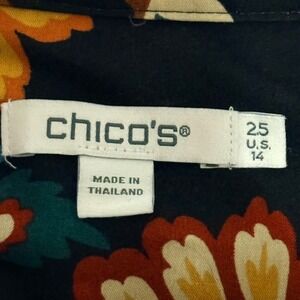 chico's®
2.5
U.S.
14
MADE IN
THAILAND